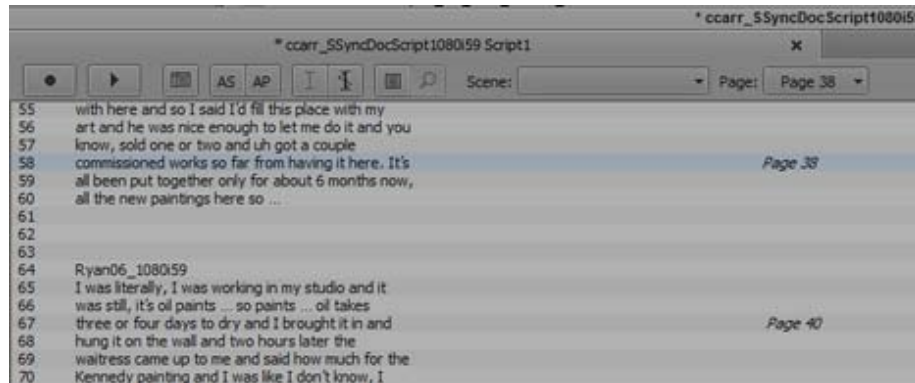 * ccarr_SSyncDocScript1080i5
* ccarr_SSyncDocScript1080i59 Script1
AS AP Scene: Page: Page 38
55 with here and so I said I'd fill this place with my
56 art and he was nice enough to let me do it and you
57 know, sold one or two and uh got a couple
58 commissioned works so far from having it here. It's Page 38
59 all been put together only for about 6 months now,
60 all the new paintings here so ...
61
62
63
64 Ryan06_1080i59
65 I was literally, I was working in my studio and it
66 was still, it's oil paints ... so paints ... oil takes
67 three or four days to dry and I brought it in and Page 40
68 hung it on the wall and two hours later the
69 waitress came up to me and said how much for the
70 Kennedy painting and I was like I don't know, I